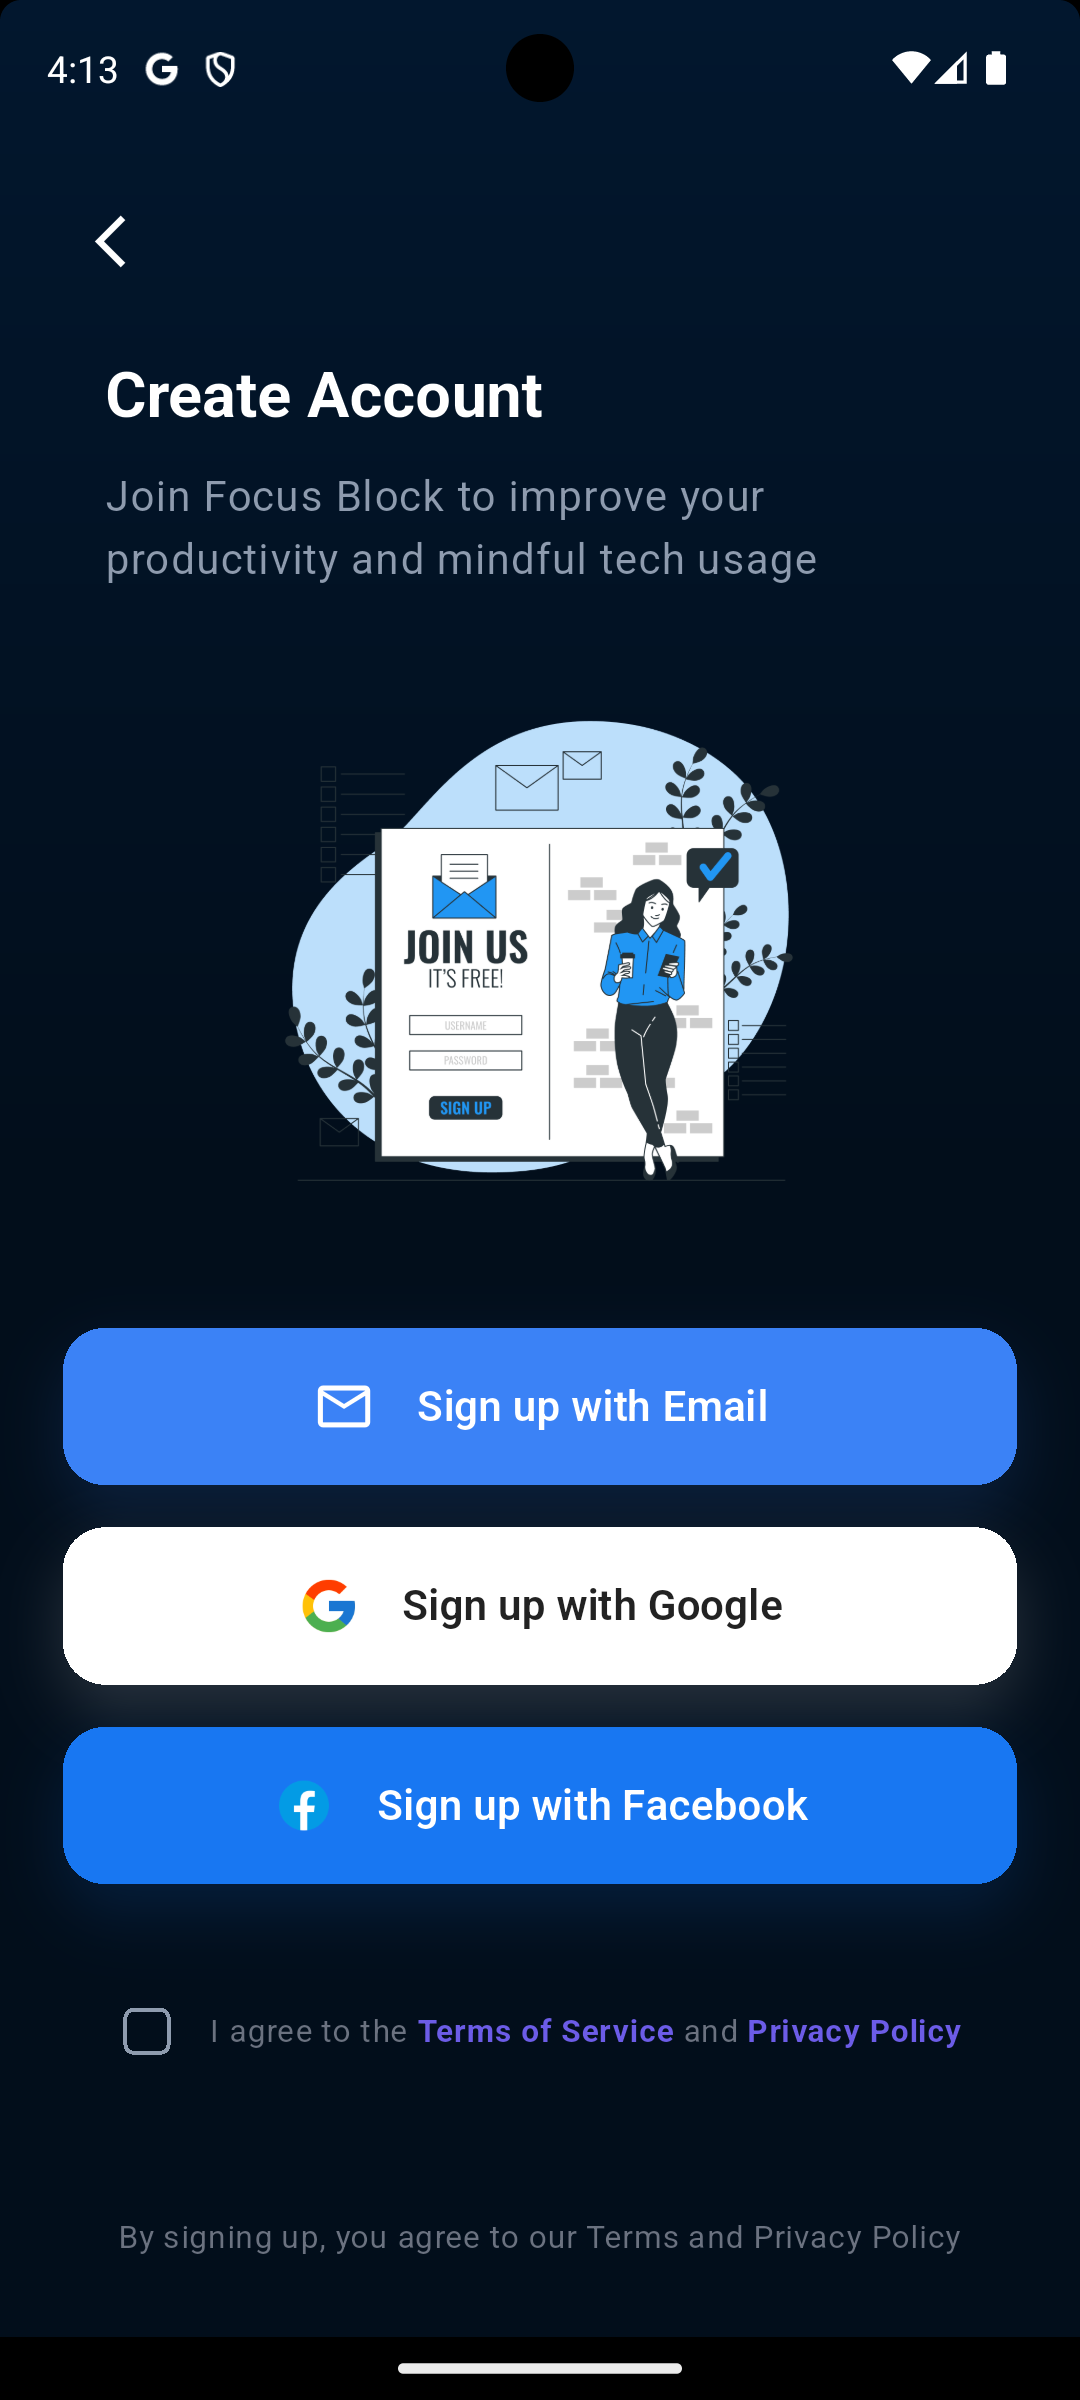 4:13
Create Account
Join Focus Block to improve your
productivity and mindful tech usage
JOIN US
IT'S FREE!
USERNAME
PASSWORD
SIGN UP
Sign up with Email
Sign up with Google
Sign up with Facebook
I agree to the Terms of Service and Privacy Policy
By signing up, you agree to our Terms and Privacy Policy